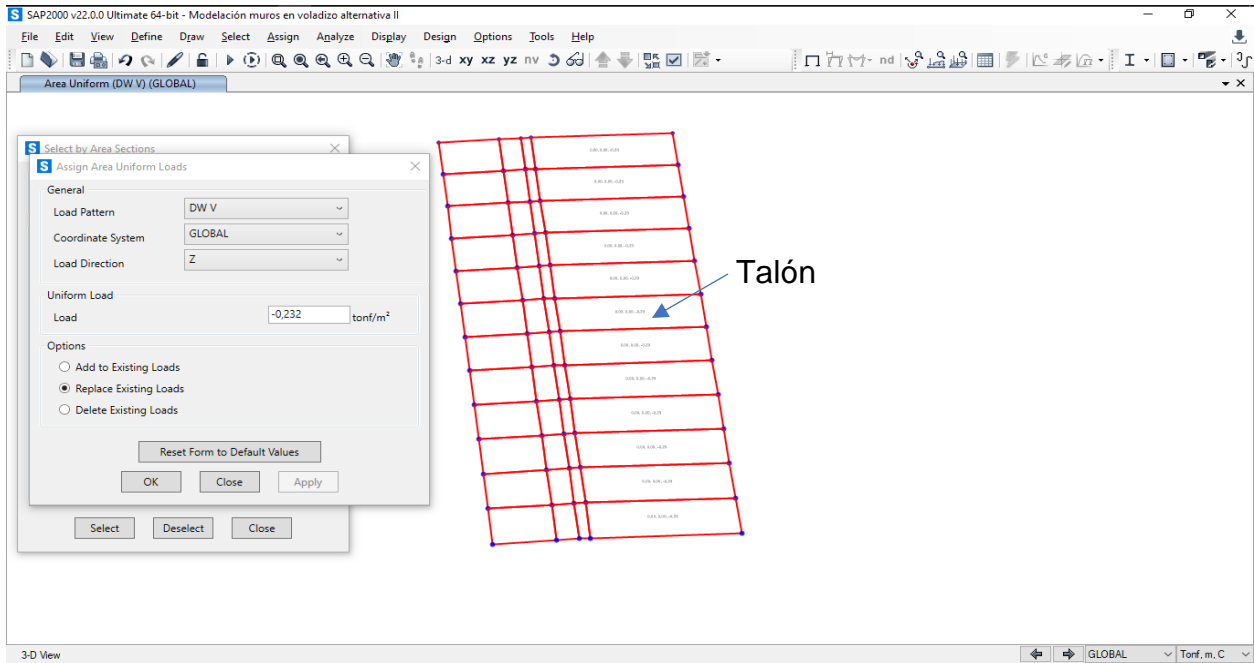 SAP2000 v22.0.0 Ultimate 64-bit - Modelación muros en voladizo alternativa II
File Edit View Define Draw Select Assign Analyze Display Design Options Tools Help
3-d xy xz yz nv
nd
Area Uniform (DW V) (GLOBAL)
Select by Area Sections
Assign Area Uniform Loads
General
Load Pattern DW V
Coordinate System GLOBAL
Load Direction Z
Uniform Load
Load -0,232 tonf/m²
Options
Add to Existing Loads
Replace Existing Loads
Delete Existing Loads
Reset Form to Default Values
OK Close Apply
Select Deselect Close
Talón
3-D View
GLOBAL Tonf, m, C